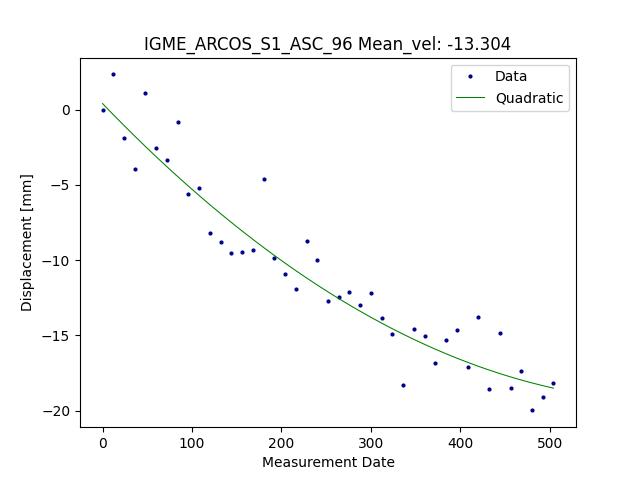 IGME_ARCOS_S1_ASC_96 Mean_vel: -13.304
Data
Quadratic
0
−5
−10
−15
−20
Displacement [mm]
0 100 200 300 400 500
Measurement Date